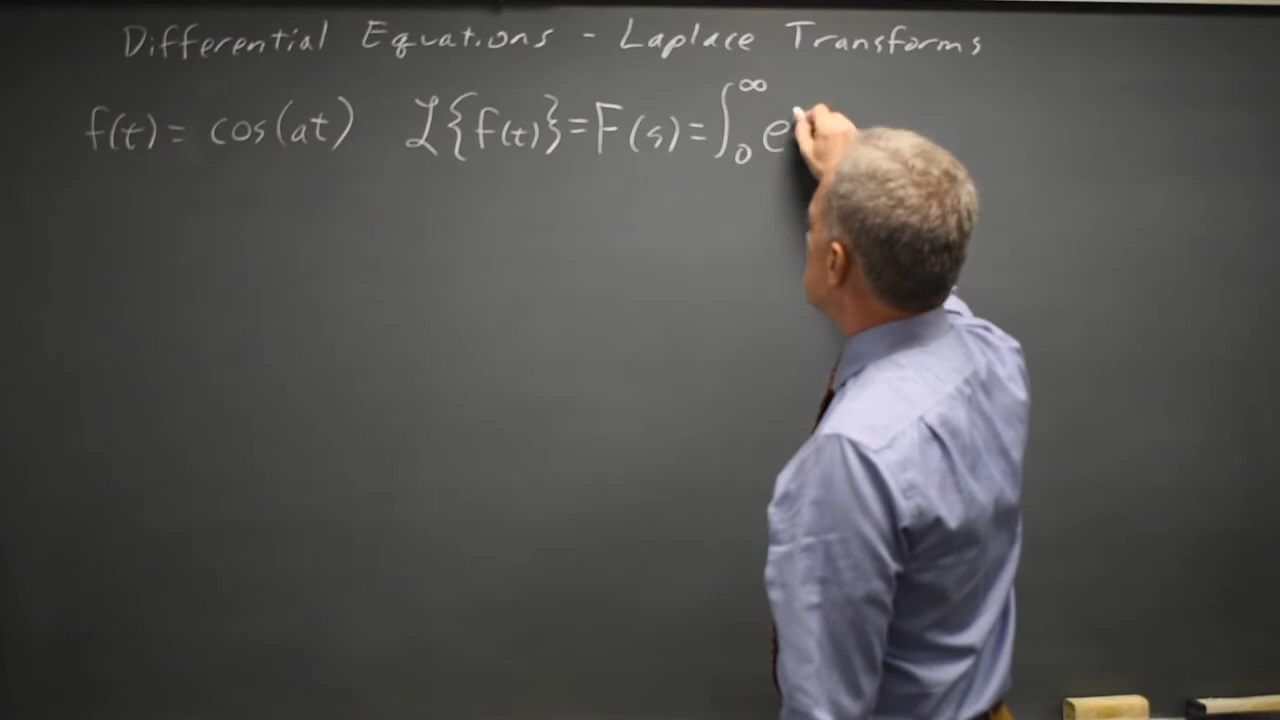 Differential Equations - Laplace Transforms
f(t) = cos(at) ℒ{f(t)} = F(s) = ∫₀^∞ e